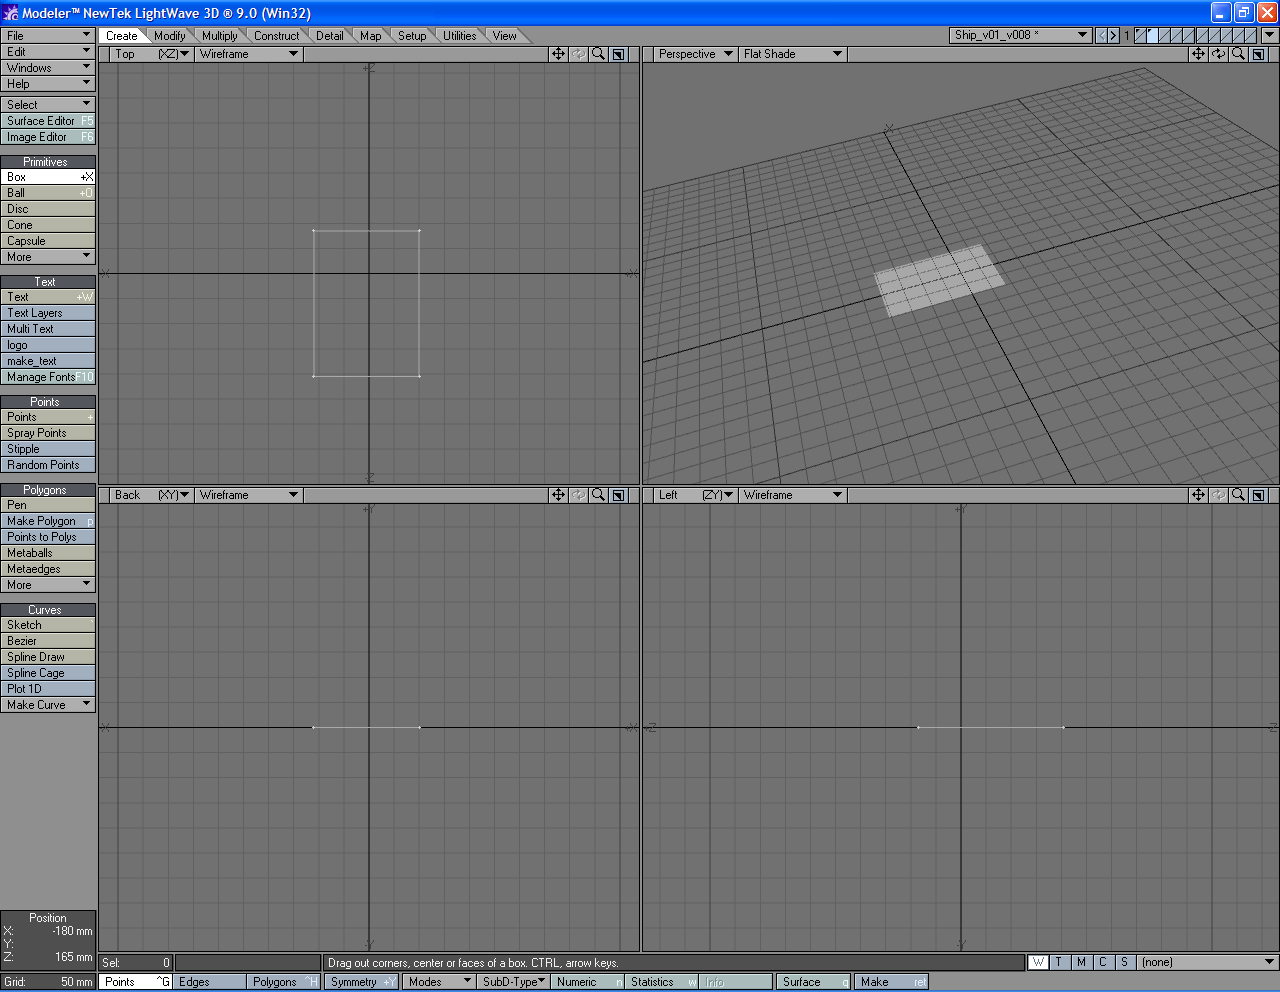 Modeler™ NewTek LightWave 3D ® 9.0 (Win32)
File
Edit
Windows
Help
Create Modify Multiply Construct Detail Map Setup Utilities View
Ship_v01_v008 * 1
Top (XZ) Wireframe
Perspective Flat Shade
Select
Surface Editor F5
Image Editor F6
Primitives
Box +X
Ball +O
Disc
Cone
Capsule
More
Text
Text +W
Text Layers
Multi Text
logo
make_text
Manage Fonts F10
Points
Points +
Spray Points
Stipple
Random Points
Polygons
Pen
Make Polygon p
Points to Polys
Metaballs
Metaedges
More
Curves
Sketch `
Bezier
Spline Draw
Spline Cage
Plot 1D
Make Curve
Back (XY) Wireframe
Left (ZY) Wireframe
Position
X: -180 mm
Y:
Z: 165 mm
Grid: 50 mm
Sel: 0
Drag out corners, center or faces of a box. CTRL, arrow keys.
W T M C S (none)
Points ^G Edges Polygons ^H Symmetry +Y Modes SubD-Type Numeric n Statistics w Info Surface q Make ret